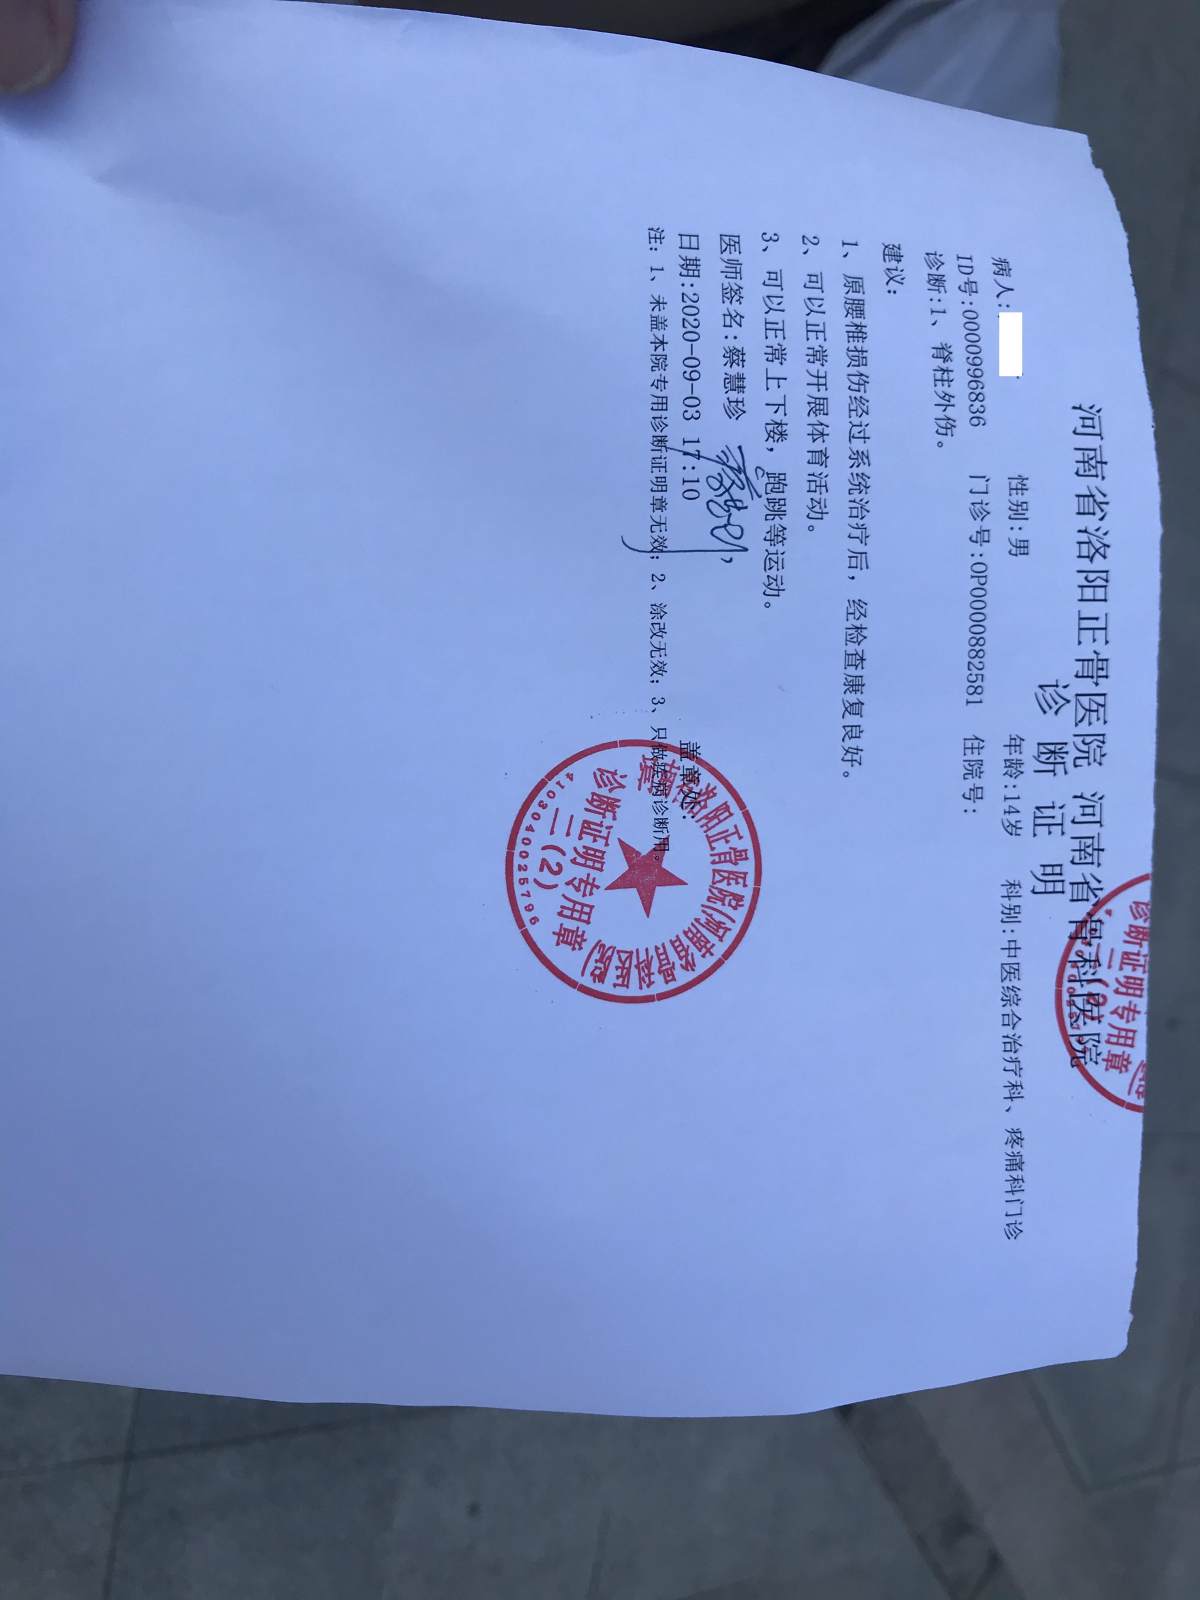 河南省洛阳正骨医院 河南省骨科医院
诊 断 证 明
病人: 性别:男 年龄:14岁 科别:中医综合治疗科、疼痛科门诊
ID号:0000996836 门诊号:OP0000882581 住院号:
诊断:1、脊柱外伤。
建议:
1、原腰椎损伤经过系统治疗后，经检查康复良好。
2、可以正常开展体育活动。
3、可以正常上下楼，跑跳等运动。
医师签名:蔡慧珍
日期:2020-09-03 17:10 盖章处:
注: 1、未盖本院专用诊断证明章无效; 2、涂改无效; 3、只做疾病诊断用。
洛阳正骨医院
骨科医院)
诊断证明专用章
二(2)
4103040025796
诊断证明专用章
二(2)